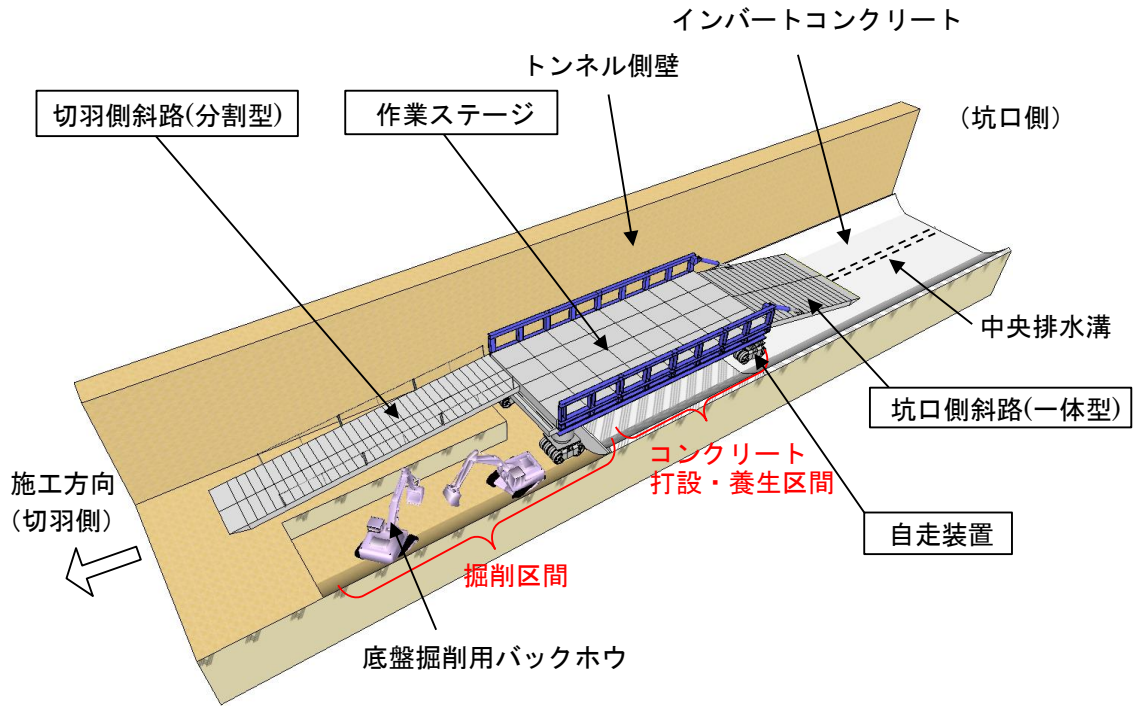 インバートコンクリート
トンネル側壁
切羽側斜路(分割型)
作業ステージ
(坑口側)
中央排水溝
坑口側斜路(一体型)
コンクリート
打設・養生区間
施工方向
(切羽側)
自走装置
掘削区間
底盤掘削用バックホウ